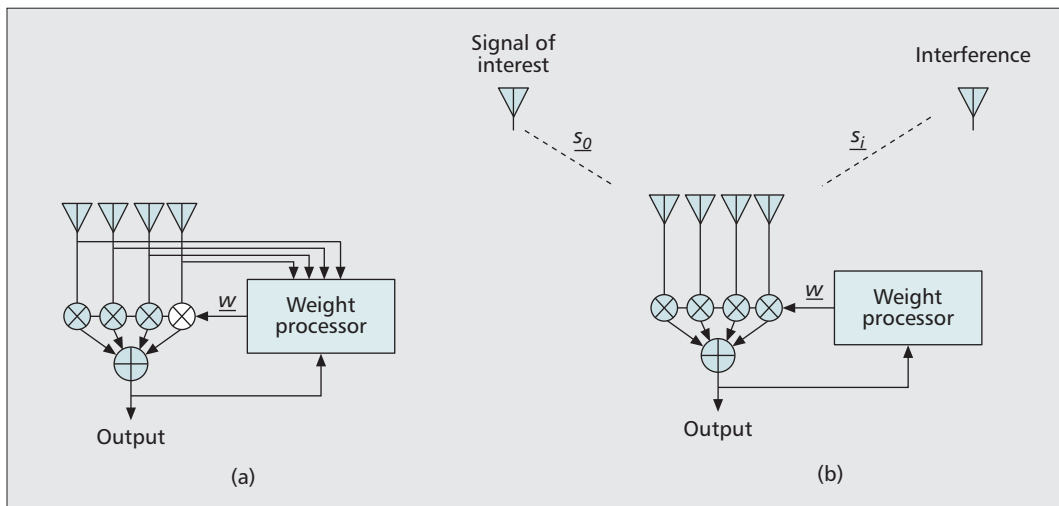 Signal of
interest
Interference
s0
si
w
Weight
processor
Output
(a)
w
Weight
processor
Output
(b)